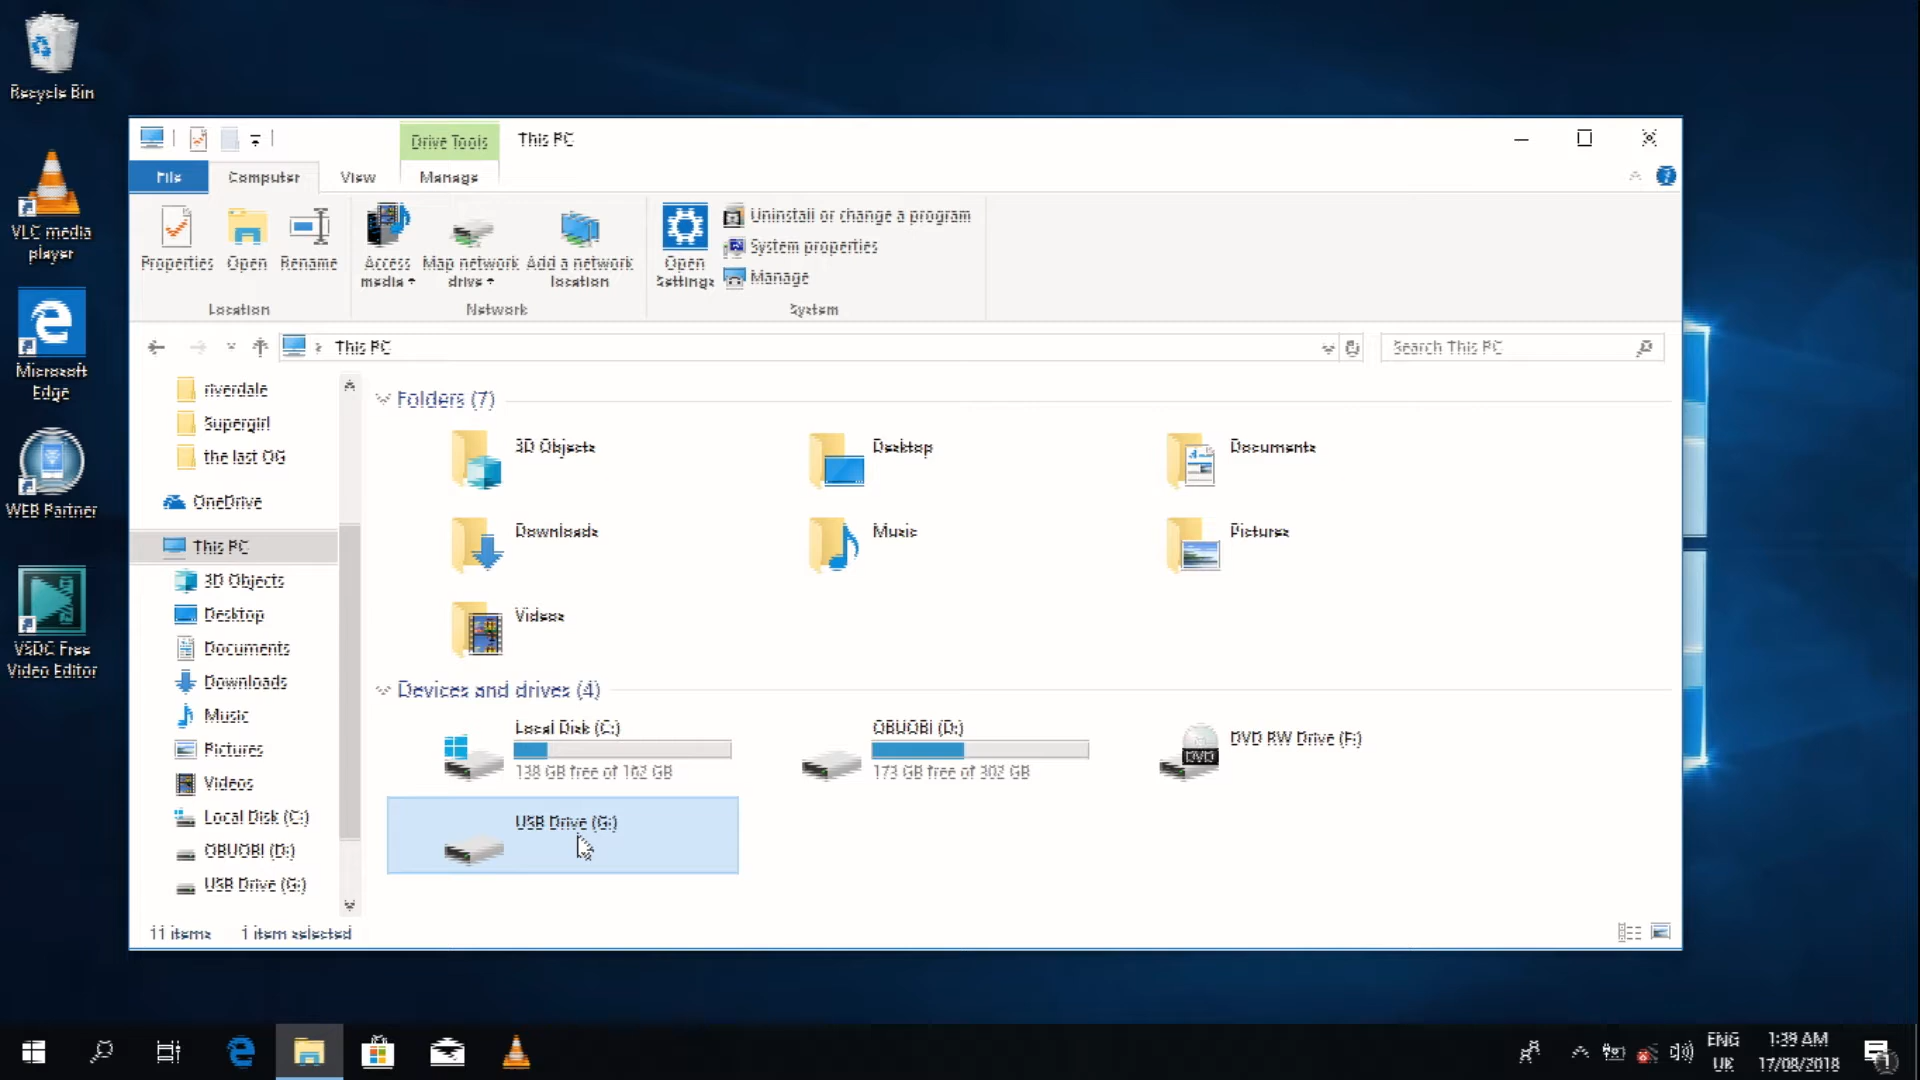 Recycle Bin
VLC media
player
Microsoft
Edge
WEB Partner
VSDC Free
Video Editor
Drive Tools
This PC
File
Computer
View
Manage
Properties
Open
Rename
Access
media
Map network
drive
Add a network
location
Open
Settings
Uninstall or change a program
System properties
Manage
Location
Network
System
This PC
Search This PC
riverdale
Supergirl
the last OG
OneDrive
This PC
3D Objects
Desktop
Documents
Downloads
Music
Pictures
Videos
Local Disk (C:)
OBUOBI (D:)
USB Drive (G:)
Folders (7)
3D Objects
Desktop
Documents
Downloads
Music
Pictures
Videos
Devices and drives (4)
Local Disk (C:)
138 GB free of 162 GB
OBUOBI (D:)
173 GB free of 302 GB
DVD
DVD RW Drive (F:)
USB Drive (G:)
11 items
1 item selected
ENG
UK
1:39 AM
17/08/2018
1